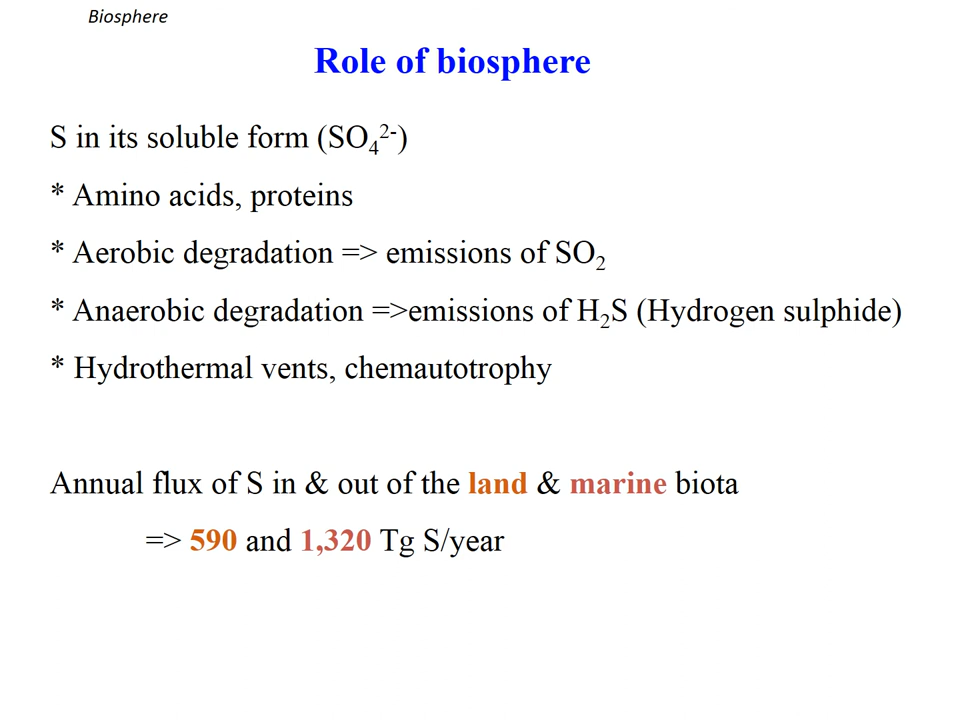 Biosphere
Role of biosphere
S in its soluble form (SO₄²⁻)
* Amino acids, proteins
* Aerobic degradation => emissions of SO₂
* Anaerobic degradation =>emissions of H₂S (Hydrogen sulphide)
* Hydrothermal vents, chemautotrophy
Annual flux of S in & out of the land & marine biota
=> 590 and 1,320 Tg S/year